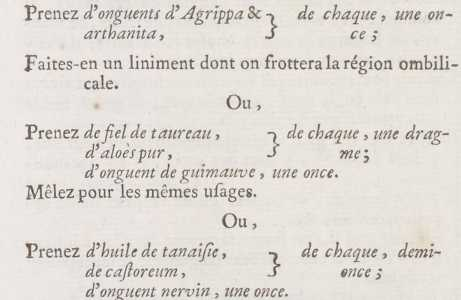 Prenez d'onguents d'Agrippa & } de chaque, une on-
arthanita, ce;
Faites-en un liniment dont on frottera la région ombili-
cale.
Ou,
Prenez de fiel de taureau, } de chaque, une drag-
d'aloès pur, me;
d'onguent de guimauve, une once.
Mêlez pour les mêmes uſages.
Ou,
Prenez d'huile de tanaiſie, } de chaque, demi-
de caſtoreum, once;
d'onguent nervin, une once.